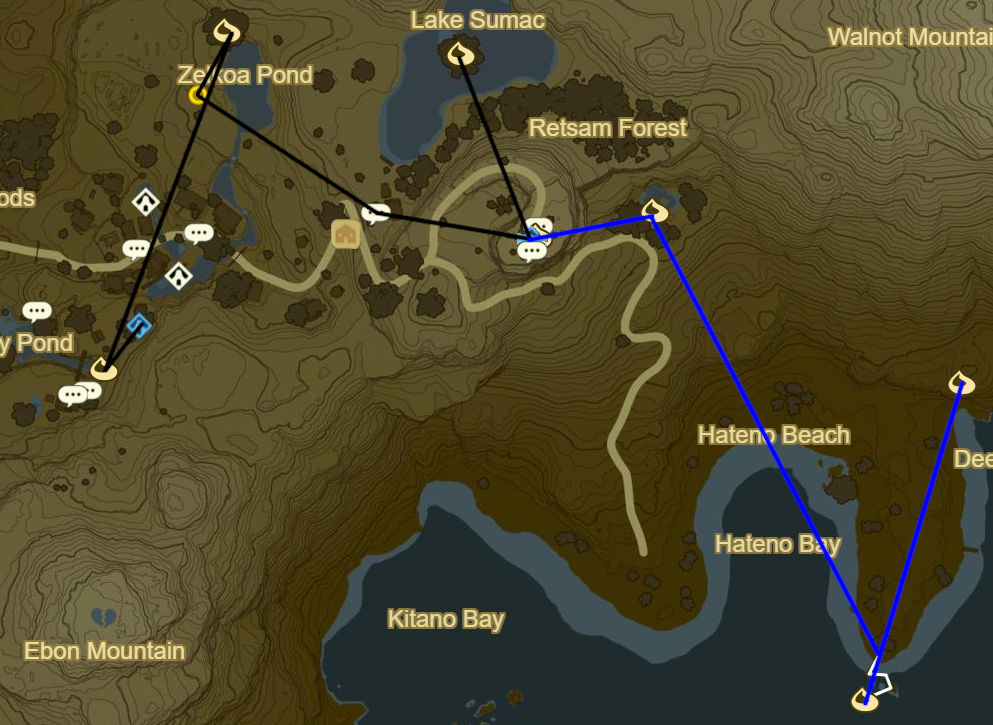 Lake Sumac
Walnot Mountai
Zelkoa Pond
Retsam Forest
ods
y Pond
Hateno Beach
Dee
Hateno Bay
Kitano Bay
Ebon Mountain